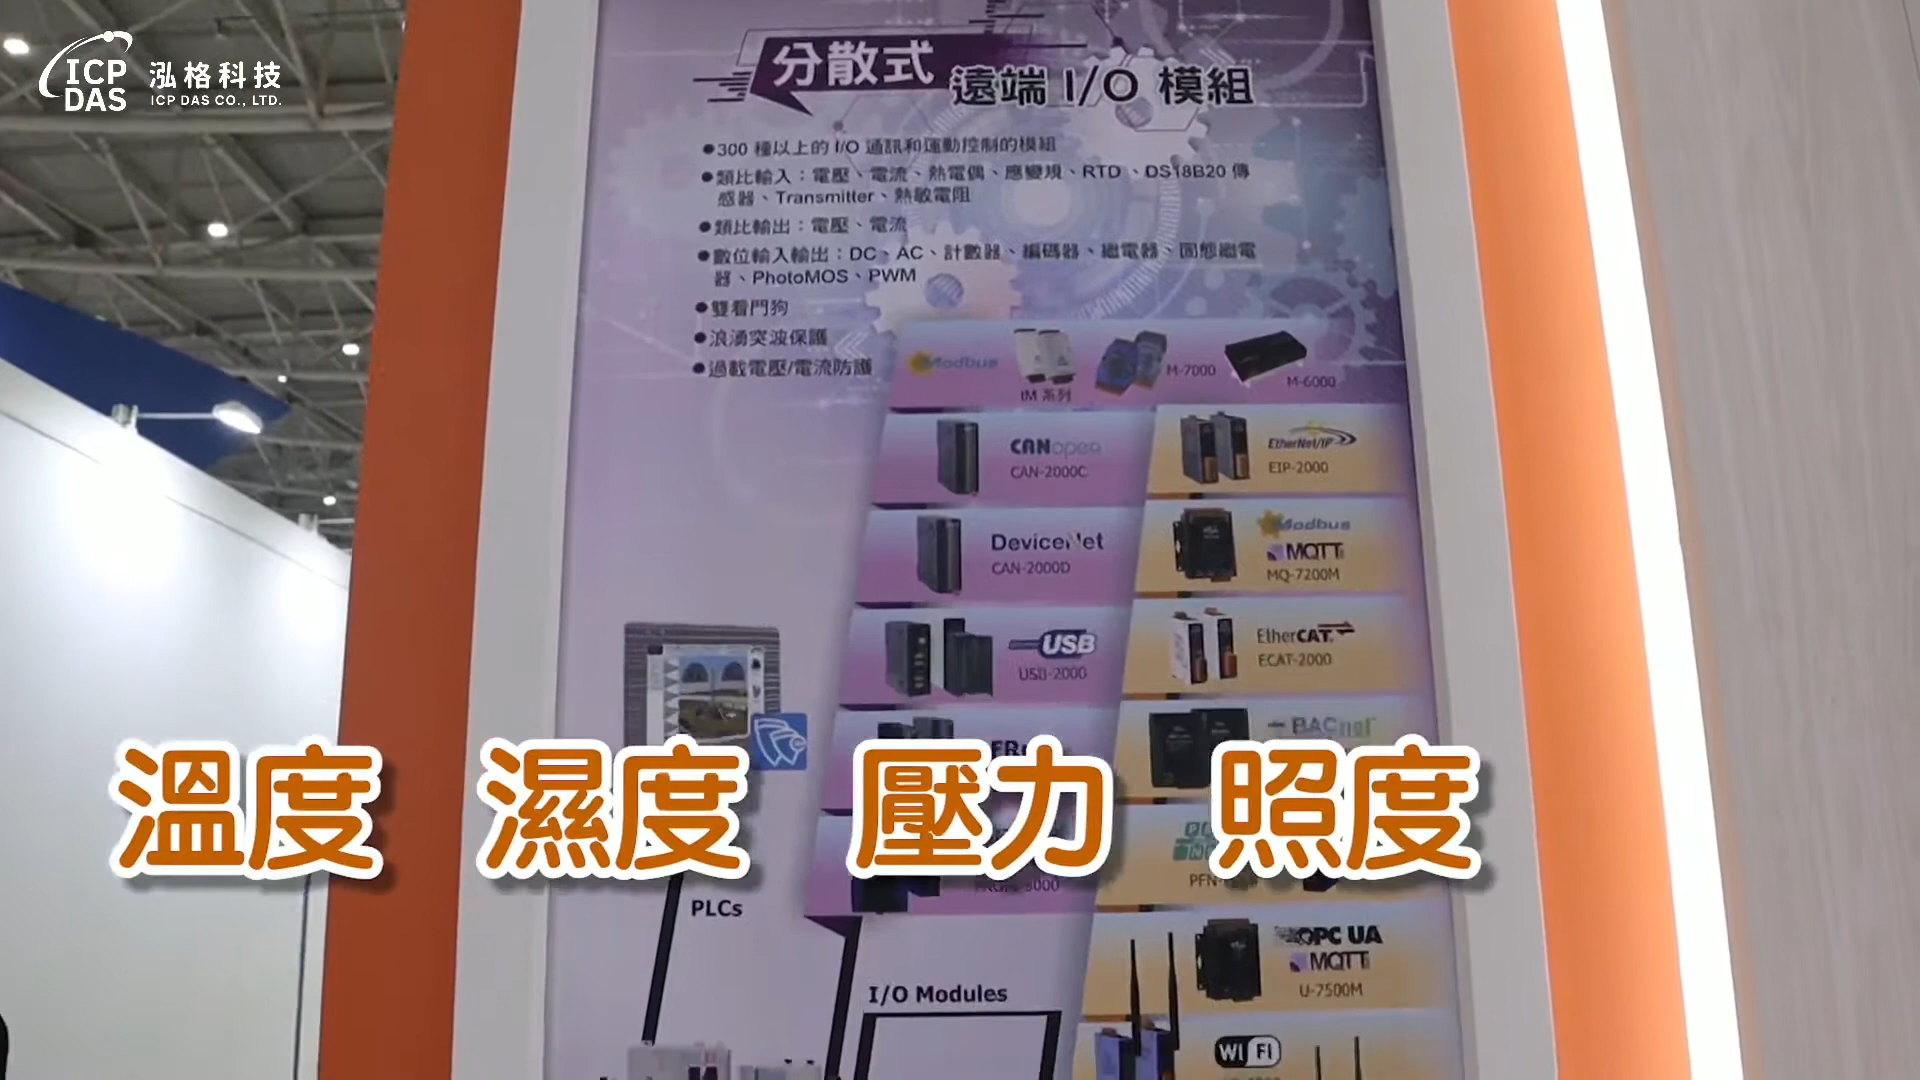 ICP DAS
泓格科技
ICP DAS CO., LTD.
分散式 遠端 I/O 模組
●300 種以上的 I/O 通訊和運動控制的模組
●類比輸入：電壓、電流、熱電偶、應變規、RTD 、DS18B20 傳
感器、Transmitter、熱敏電阻
●類比輸出：電壓、電流
●數位輸入輸出：DC、AC、計數器、編碼器、繼電器、固態繼電
器、PhotoMOS、PWM
●雙看門狗
●浪湧突波保護
●過載電壓/電流防護
Modbus
IM 系列
M-7000
M-6000
CANopen
CAN-2000C
EtherNet/IP
EIP-2000
DeviceNet
CAN-2000D
Modbus
MQTT
MQ-7200M
USB
USB-2000
EtherCAT
ECAT-2000
BACnet
溫度 濕度 壓力 照度
PLCs
OPC UA
MQTT
U-7500M
I/O Modules
WI FI